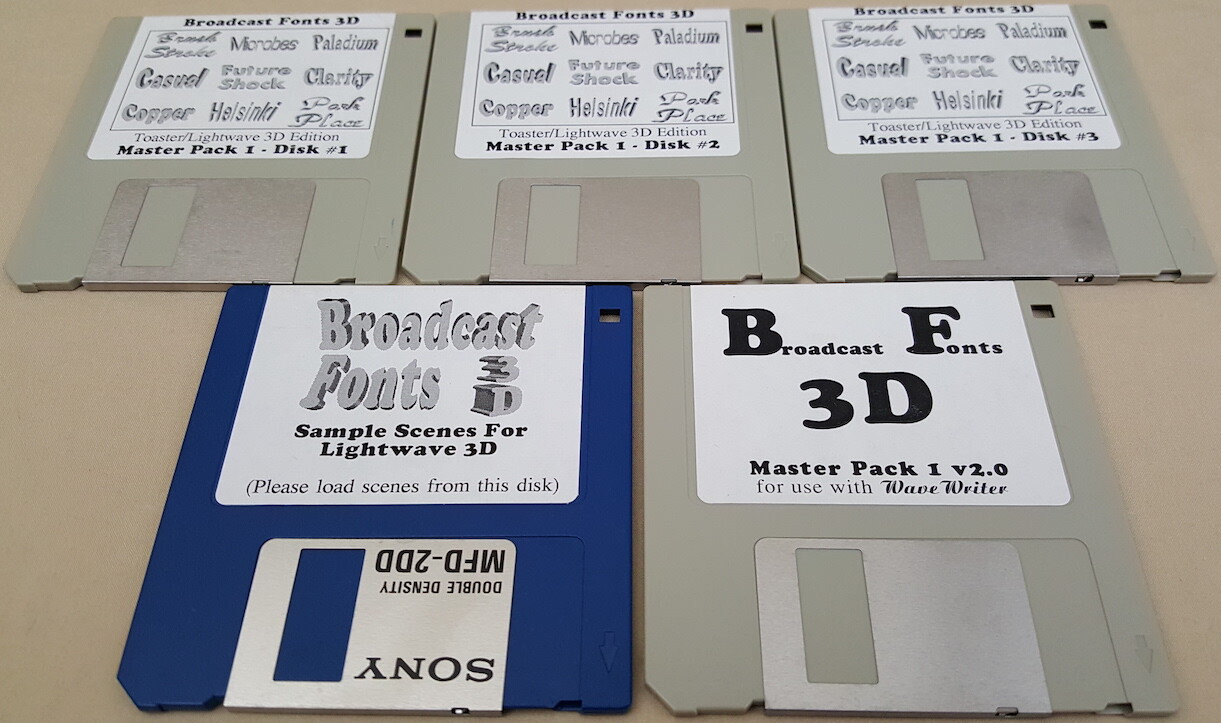 Broadcast Fonts 3D
Brush Stroke Microbes Paladium
Casual Future Shock Clarity
Copper Helsinki Park Place
Toaster/Lightwave 3D Edition
Master Pack 1 - Disk #1
Broadcast Fonts 3D
Brush Stroke Microbes Paladium
Casual Future Shock Clarity
Copper Helsinki Park Place
Toaster/Lightwave 3D Edition
Master Pack 1 - Disk #2
Broadcast Fonts 3D
Brush Stroke Microbes Paladium
Casual Future Shock Clarity
Copper Helsinki Park Place
Toaster/Lightwave 3D Edition
Master Pack 1 - Disk #3
Broadcast
Fonts 3D
Sample Scenes For
Lightwave 3D
(Please load scenes from this disk)
SONY
DOUBLE DENSITY
MFD-2DD
Broadcast Fonts
3D
Master Pack 1 v2.0
for use with WaveWriter